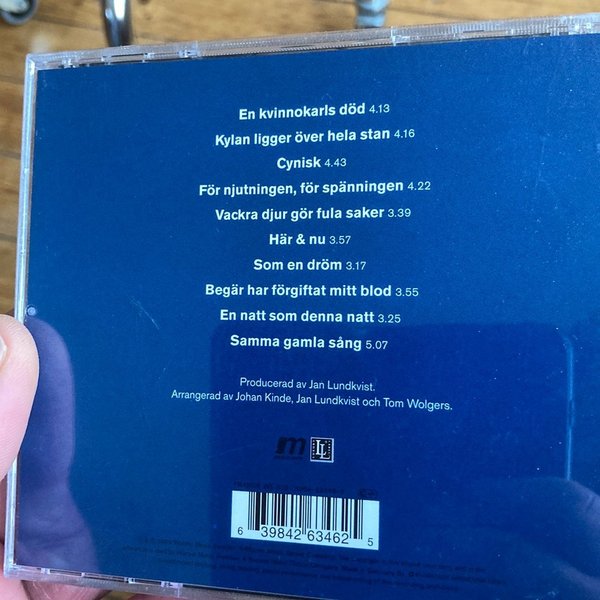 En kvinnokarls död 4.13
Kylan ligger över hela stan 4.16
Cynisk 4.43
För njutningen, för spänningen 4.22
Vackra djur gör fula saker 3.39
Här & nu 3.57
Som en dröm 3.17
Begär har förgiftat mitt blod 3.55
En natt som denna natt 3.25
Samma gamla sång 5.07
Producerad av Jan Lundkvist.
Arrangerad av Johan Kinde, Jan Lundkvist och Tom Wolgers.
m LL
6 39842 63462 5